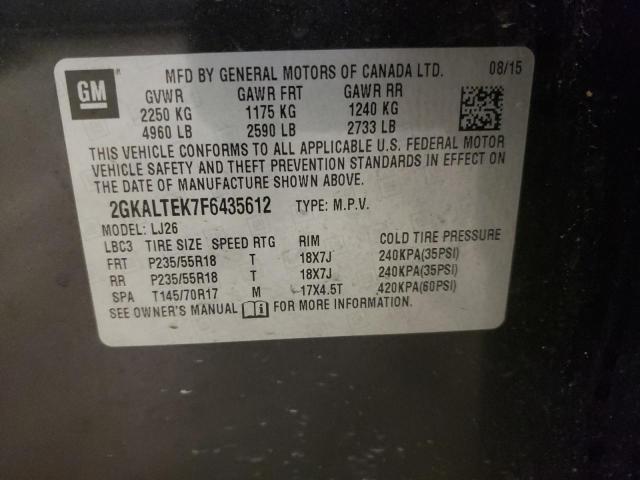 GM
MFD BY GENERAL MOTORS OF CANADA LTD. 08/15
GVWR GAWR FRT GAWR RR
2250 KG 1175 KG 1240 KG
4960 LB 2590 LB 2733 LB
THIS VEHICLE CONFORMS TO ALL APPLICABLE U.S. FEDERAL MOTOR
VEHICLE SAFETY AND THEFT PREVENTION STANDARDS IN EFFECT ON
THE DATE OF MANUFACTURE SHOWN ABOVE.
2GKALTEK7F6435612 TYPE: M.P.V.
MODEL: LJ26
LBC3 TIRE SIZE SPEED RTG RIM COLD TIRE PRESSURE
FRT P235/55R18 T 18X7J 240KPA(35PSI)
RR P235/55R18 T 18X7J 240KPA(35PSI)
SPA T145/70R17 M 17X4.5T 420KPA(60PSI)
SEE OWNER'S MANUAL FOR MORE INFORMATION.